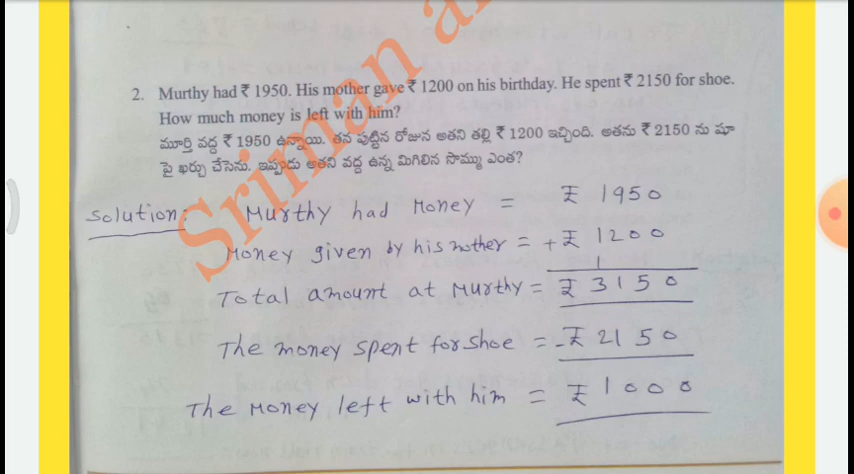 Sriman a
2. Murthy had ₹ 1950. His mother gave ₹ 1200 on his birthday. He spent ₹ 2150 for shoe.
How much money is left with him?
మూర్తి వద్ద ₹ 1950 ఉన్నాయి. తన పుట్టిన రోజున అతని తల్లి ₹ 1200 ఇచ్చింది. అతను ₹ 2150 ను షూ
పై ఖర్చు చేసెను. ఇప్పుడు అతని వద్ద ఉన్న మిగిలిన సొమ్ము ఎంత?
Solution: Murthy had Money = ₹ 1950
Money given by his mother = + ₹ 1200
1
Total amount at Murthy = ₹ 3150
The money spent for shoe = - ₹ 2150
The Money left with him = ₹ 1000